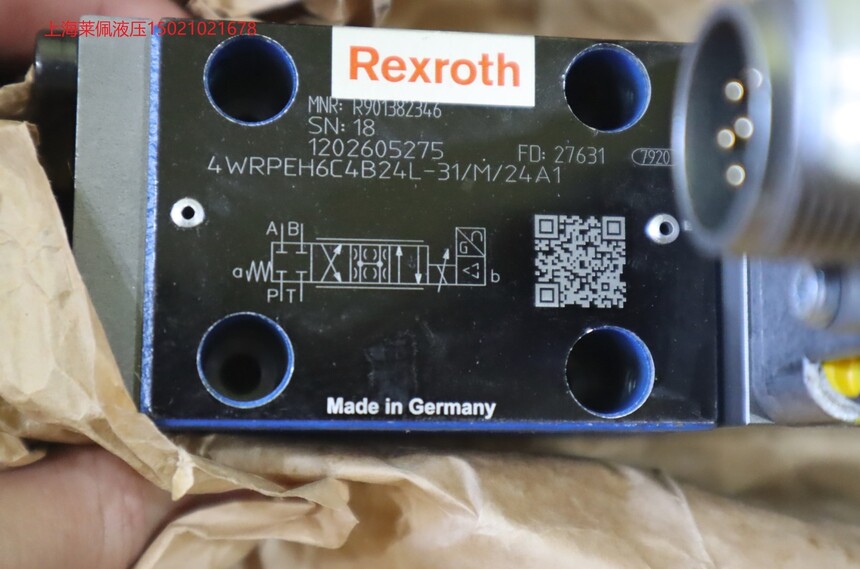 上海莱佩液压15021021678
Rexroth
MNR: R901382346
SN: 18
1202605275 FD: 27631 7920
4WRPEH6C4B24L-31/M/24A1
A B
G
a b
P T
Made in Germany